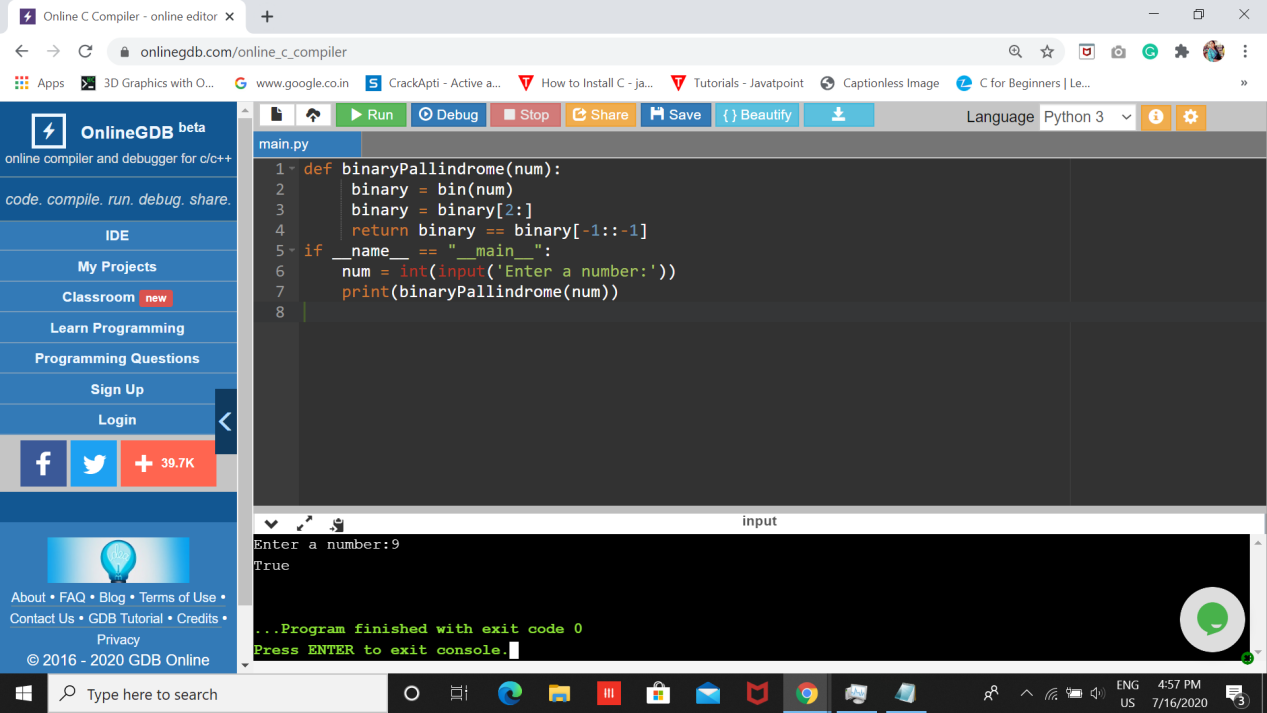 Online C Compiler - online editor
onlinegdb.com/online_c_compiler
Apps 3D Graphics with O... www.google.co.in CrackApti - Active a... How to Install C - ja... Tutorials - Javatpoint Captionless Image C for Beginners | Le... »
OnlineGDB beta
online compiler and debugger for c/c++
code. compile. run. debug. share.
IDE
My Projects
Classroom new
Learn Programming
Programming Questions
Sign Up
Login
39.7K
About • FAQ • Blog • Terms of Use •
Contact Us • GDB Tutorial • Credits •
Privacy
© 2016 - 2020 GDB Online
Run Debug Stop Share Save { } Beautify
Language Python 3
main.py
1 def binaryPallindrome(num):
2 binary = bin(num)
3 binary = binary[2:]
4 return binary == binary[-1::-1]
5 if __name__ == "__main__":
6 num = int(input('Enter a number:'))
7 print(binaryPallindrome(num))
8
input
Enter a number:9
True
...Program finished with exit code 0
Press ENTER to exit console.
Type here to search
ENG
US
4:57 PM
7/16/2020
3